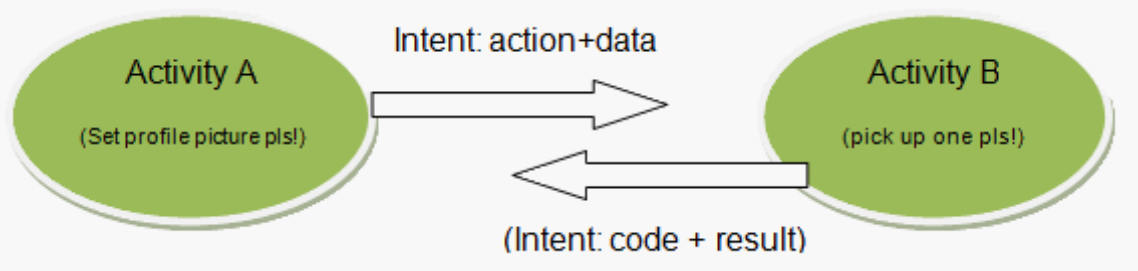 Intent: action+data
Activity A
(Set profile picture pls!)
Activity B
(pick up one pls!)
(Intent: code + result)